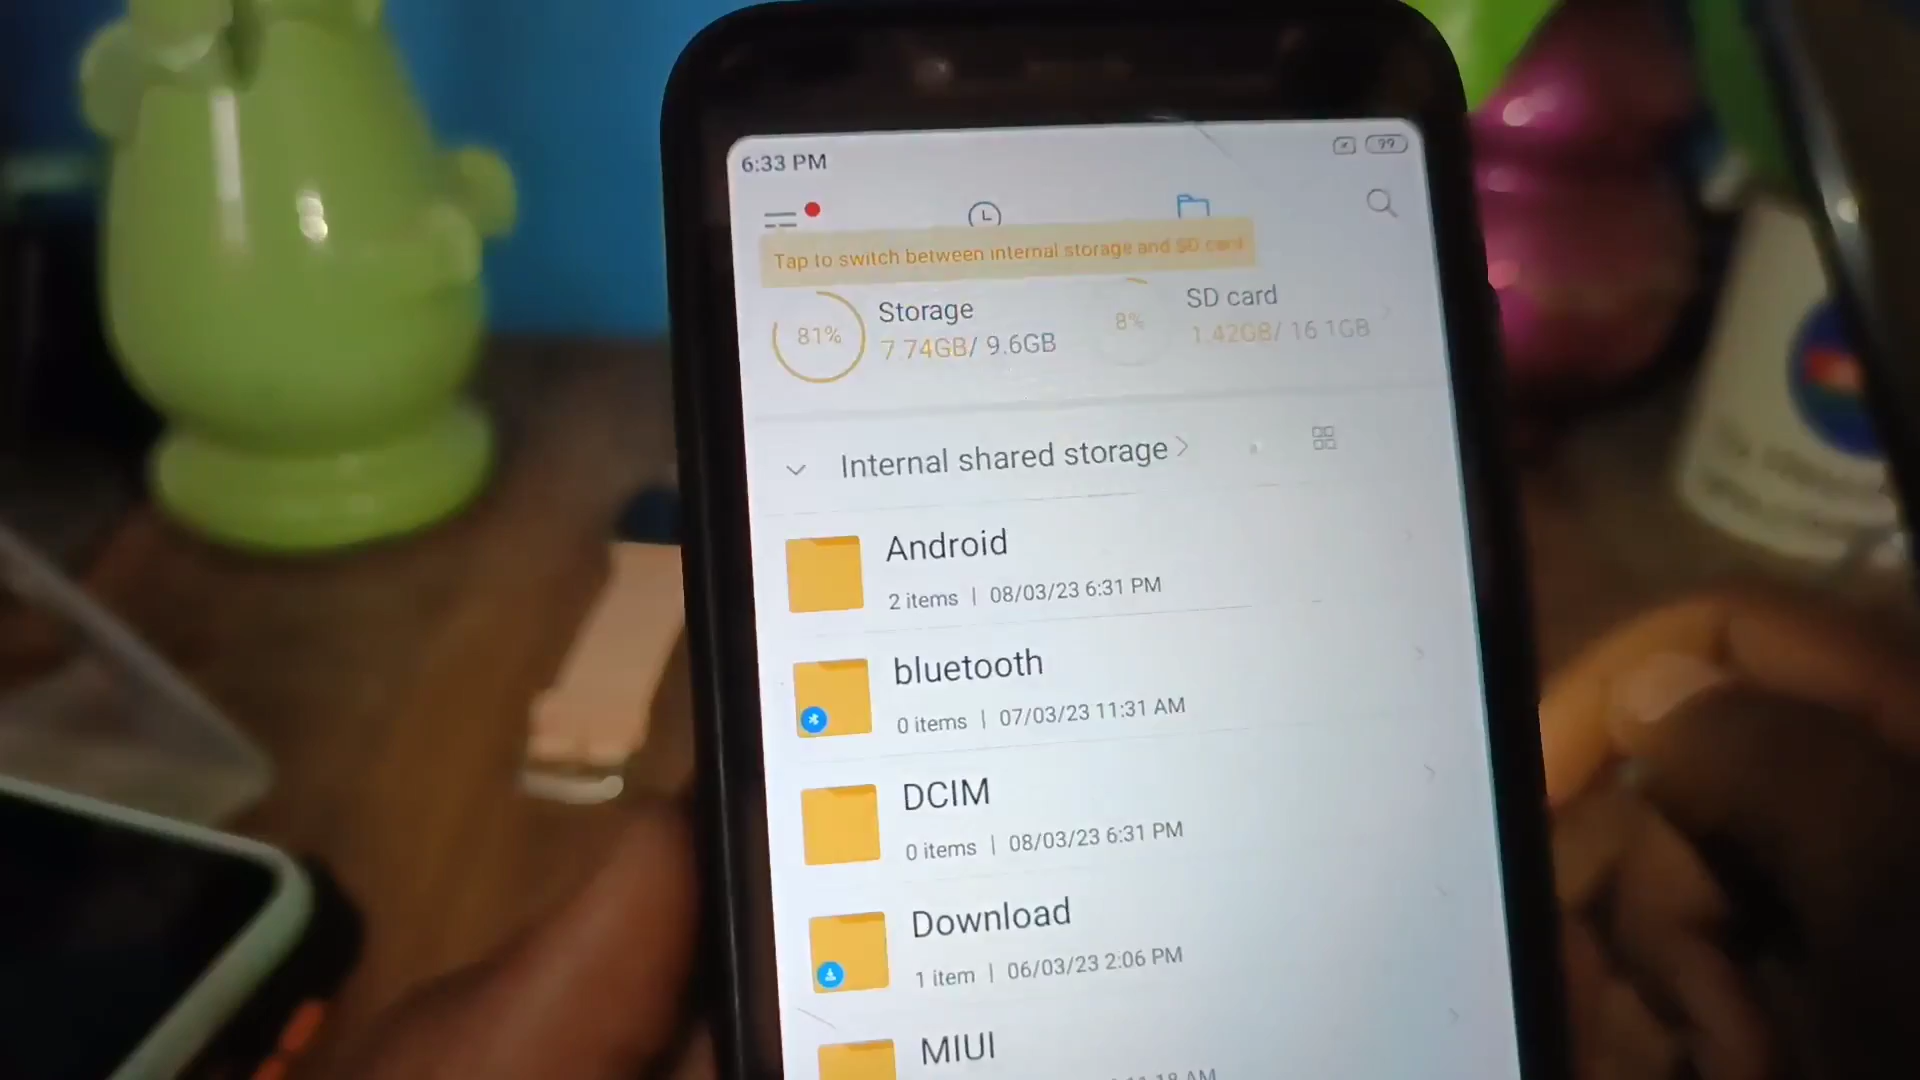 6:33 PM
77
Tap to switch between internal storage and SD card
81%
Storage
7.74GB/ 9.6GB
8%
SD card
1.42GB/ 16.1GB
Internal shared storage
Android
2 items | 08/03/23 6:31 PM
bluetooth
0 items | 07/03/23 11:31 AM
DCIM
0 items | 08/03/23 6:31 PM
Download
1 item | 06/03/23 2:06 PM
MIUI